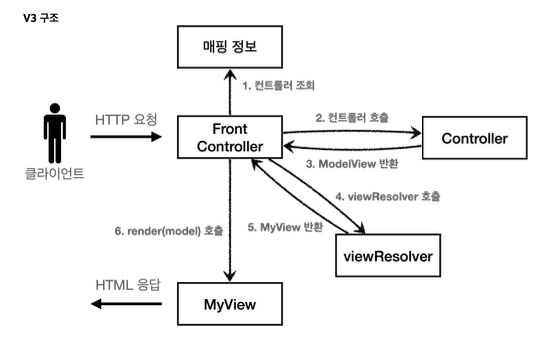 V3 구조
매핑 정보
1. 컨트롤러 조회
HTTP 요청
2. 컨트롤러 호출
Front
Controller
Controller
3. ModelView 반환
클라이언트
4. viewResolver 호출
5. MyView 반환
6. render(model) 호출
viewResolver
HTML 응답
MyView